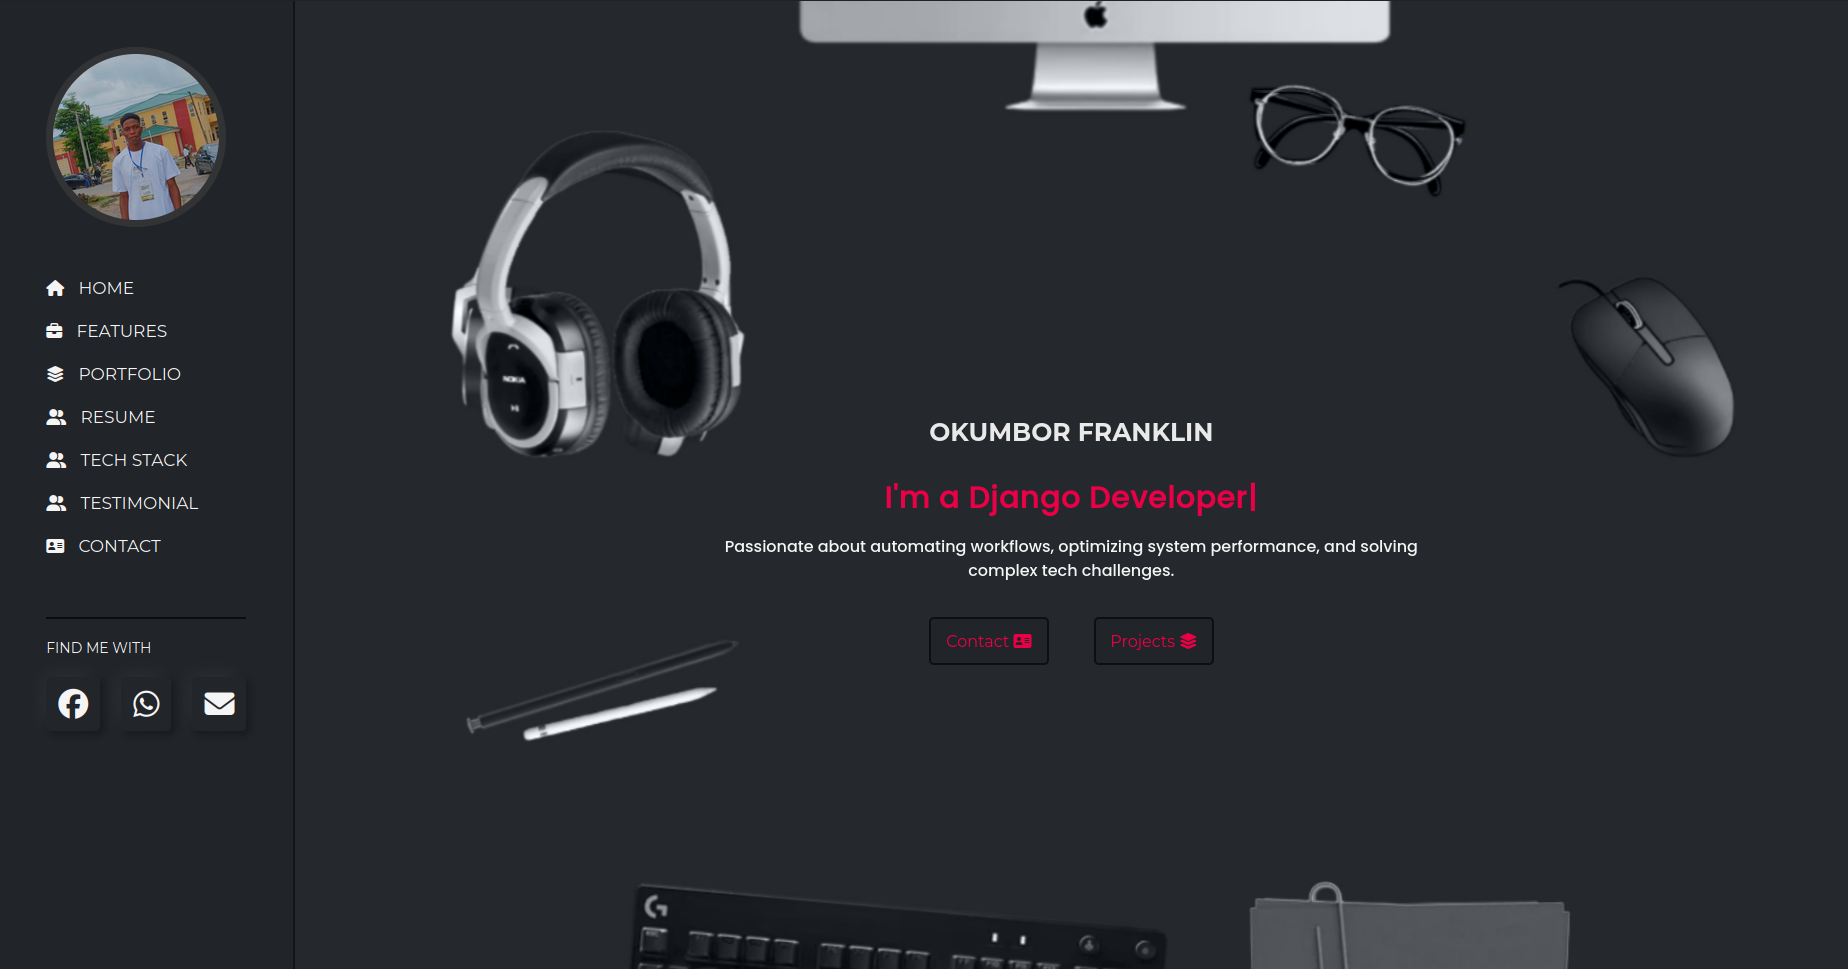 HOME
FEATURES
PORTFOLIO
RESUME
TECH STACK
TESTIMONIAL
CONTACT
FIND ME WITH
NOKIA
OKUMBOR FRANKLIN
I'm a Django Developer|
Passionate about automating workflows, optimizing system performance, and solving
complex tech challenges.
Contact
Projects